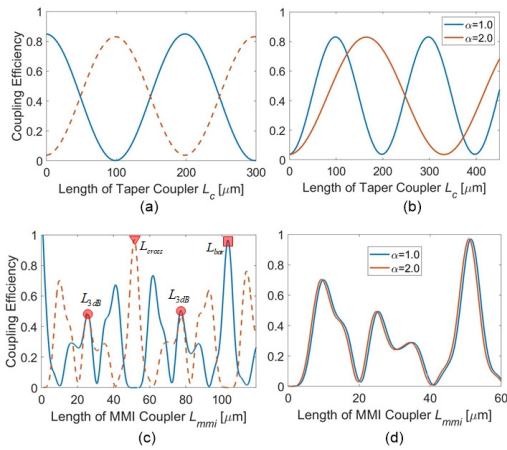 (a)
1
0.8
0.6
0.4
0.2
0
Coupling Efficiency
0 100 200 300
Length of Taper Coupler L_c [μm]
(a)
(b)
1
0.8
0.6
0.4
0.2
0
α=1.0
α=2.0
0 100 200 300 400
Length of Taper Coupler L_c [μm]
(b)
(c)
1
0.8
0.6
0.4
0.2
0
Coupling Efficiency
L_cross
L_bar
L_3dB
L_3dB
0 20 40 60 80 100
Length of MMI Coupler L_mmi [μm]
(c)
(d)
1
0.8
0.6
0.4
0.2
0
α=1.0
α=2.0
0 20 40 60
Length of MMI Coupler L_mmi [μm]
(d)